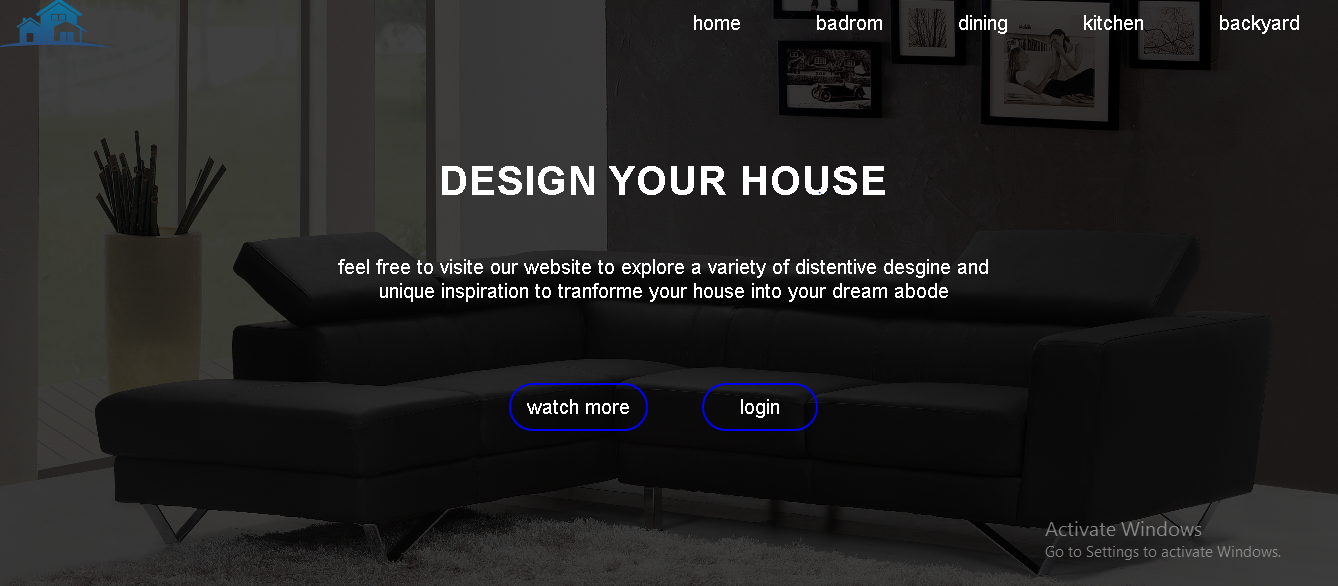 home badrom dining kitchen backyard
DESIGN YOUR HOUSE
feel free to visite our website to explore a variety of distentive desgine and
unique inspiration to tranforme your house into your dream abode
watch more login
Activate Windows
Go to Settings to activate Windows.